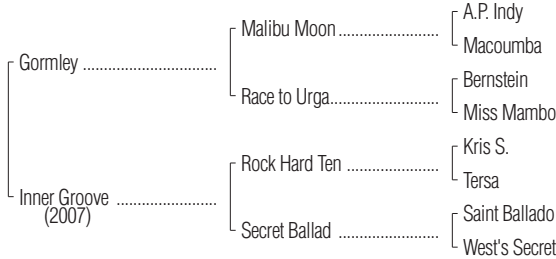 A.P. Indy
Malibu Moon ..........................
Macoumba
Gormley ...................................
Bernstein
Race to Urga............................
Miss Mambo
Kris S.
Rock Hard Ten ........................
Tersa
Inner Groove ..........................
(2007)
Saint Ballado
Secret Ballad ..........................
West's Secret